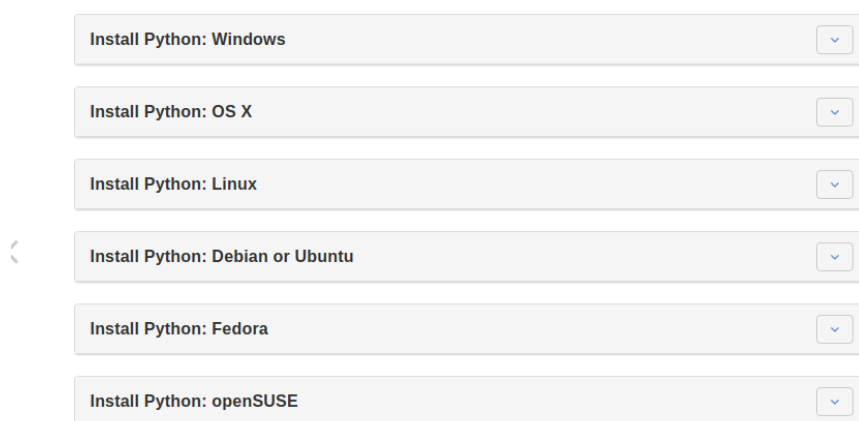 Install Python: Windows
Install Python: OS X
Install Python: Linux
Install Python: Debian or Ubuntu
Install Python: Fedora
Install Python: openSUSE